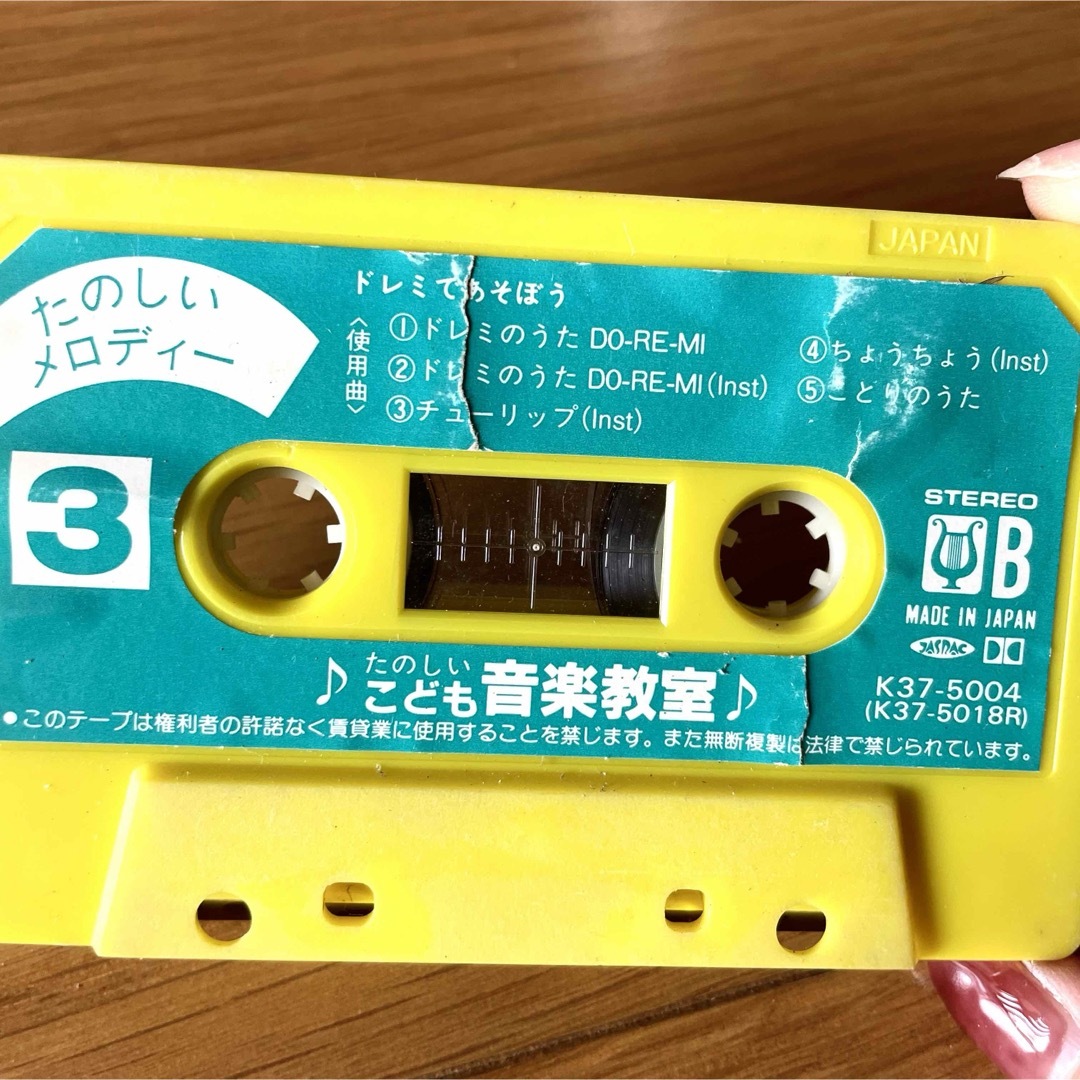 JAPAN
たのしい
メロディー
3
ドレミであそぼう
〈使用曲〉
①ドレミのうた DO-RE-MI
②ドレミのうた DO-RE-MI(Inst)
③チューリップ(Inst)
④ちょうちょう(Inst)
⑤ことりのうた
STEREO
B
MADE IN JAPAN
JASRAC
K37-5004
(K37-5018R)
たのしい
♪こども音楽教室♪
●このテープは権利者の許諾なく賃貸業に使用することを禁じます。また無断複製は法律で禁じられています。